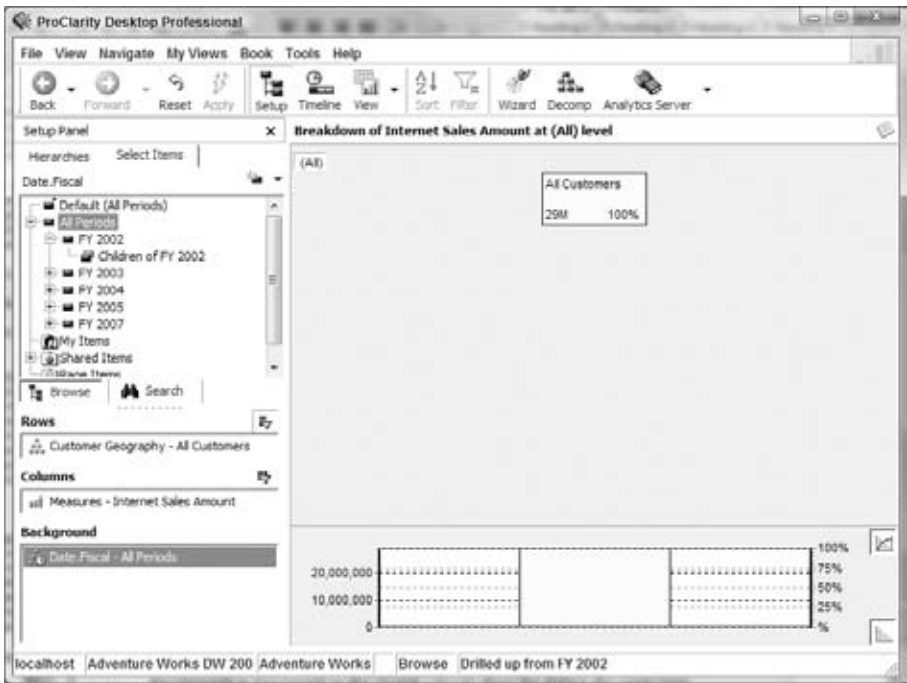 ProClarity Desktop Professional
File View Navigate My Views Book Tools Help
Back Forward Reset Apply Setup Timeline View Sort Filter Wizard Decomp Analytics Server
Setup Panel
Hierarchies Select Items
Date.Fiscal
Default (All Periods)
All Periods
FY 2002
Children of FY 2002
FY 2003
FY 2004
FY 2005
FY 2007
My Items
Shared Items
Browse Search
Rows
Customer Geography - All Customers
Columns
Measures - Internet Sales Amount
Background
Date.Fiscal - All Periods
Breakdown of Internet Sales Amount at (All) level
(All)
All Customers
29M 100%
20,000,000
10,000,000
0
100%
75%
50%
25%
%
localhost Adventure Works DW 200 Adventure Works Browse Drilled up from FY 2002